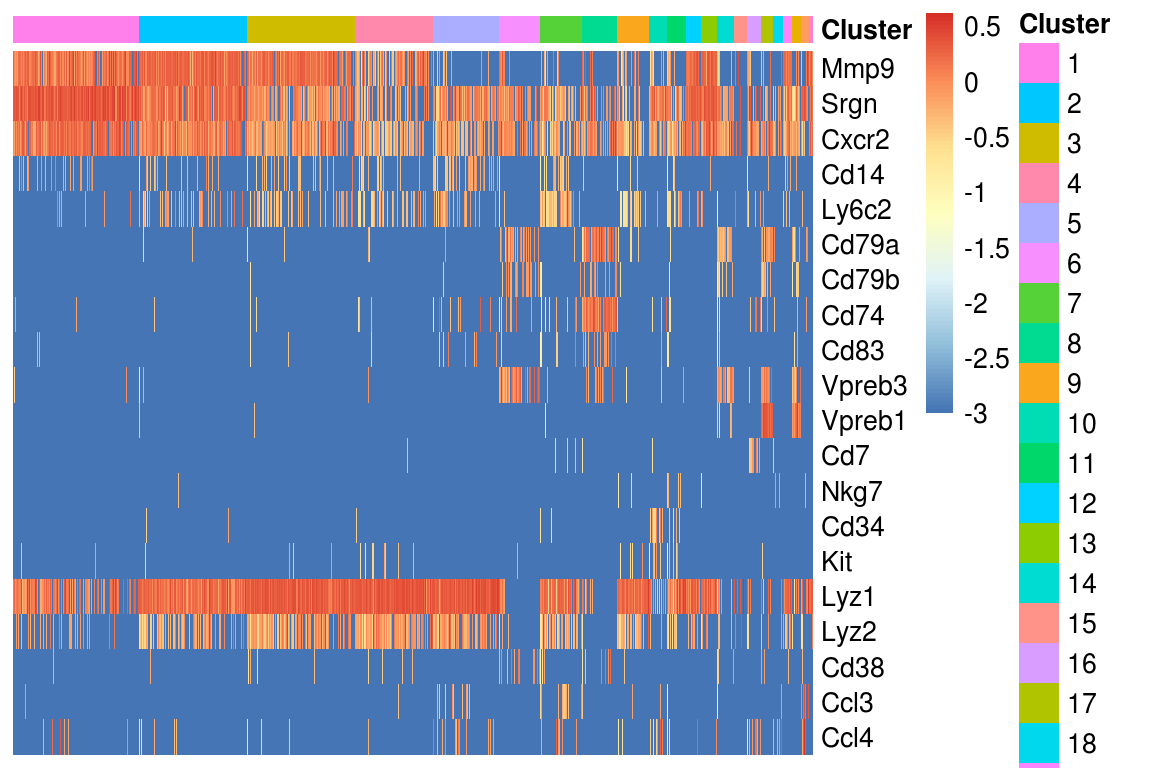 Cluster
Mmp9
Srgn
Cxcr2
Cd14
Ly6c2
Cd79a
Cd79b
Cd74
Cd83
Vpreb3
Vpreb1
Cd7
Nkg7
Cd34
Kit
Lyz1
Lyz2
Cd38
Ccl3
Ccl4
0.5
0
-0.5
-1
-1.5
-2
-2.5
-3
Cluster
1
2
3
4
5
6
7
8
9
10
11
12
13
14
15
16
17
18